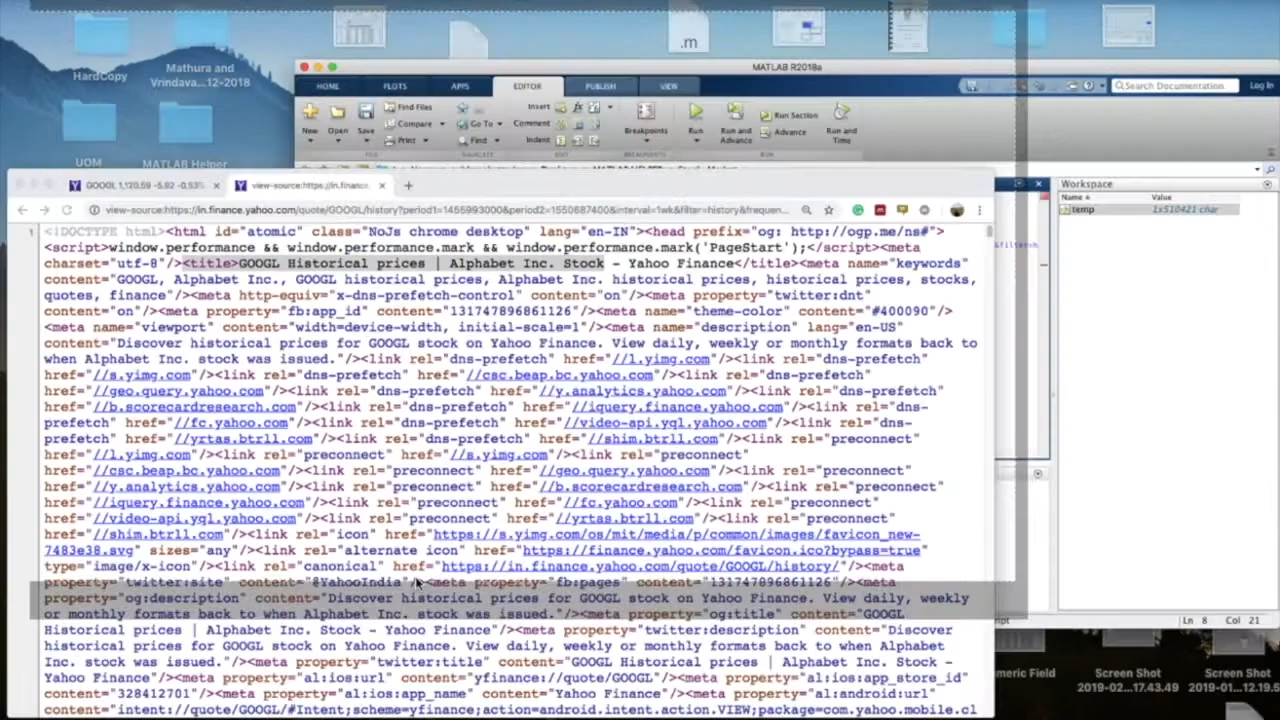 HardCopy
Mathura and
Vrindava...12-2018
UOM
MATLAB Helper
.m
MATLAB R2018a
HOME PLOTS APPS EDITOR PUBLISH VIEW
Search Documentation
Log In
New Open Save
Find Files
Compare
Print
Go To
Find
Insert
Comment
Indent
Breakpoints
Run
Run and
Advance
Run Section
Advance
Run and
Time
GOOGL 1,120.59 -5.82 -0.53%
view-source:https://in.finance.
view-source:https://in.finance.yahoo.com/quote/GOOGL/history?period1=1455993000&period2=1550687400&interval=1wk&filter=history&frequen...
Workspace
Name Value
temp 1x510421 char
1
<!DOCTYPE html><html id="atomic" class="NoJs chrome desktop" lang="en-IN"><head prefix="og: http://ogp.me/ns#">
<script>window.performance && window.performance.mark && window.performance.mark('PageStart');</script><meta
charset="utf-8"/><title>GOOGL Historical prices | Alphabet Inc. Stock - Yahoo Finance</title><meta name="keywords"
content="GOOGL, Alphabet Inc., GOOGL historical prices, Alphabet Inc. historical prices, historical prices, stocks,
quotes, finance"/><meta http-equiv="x-dns-prefetch-control" content="on"/><meta property="twitter:dnt"
content="on"/><meta property="fb:app_id" content="131747896861126"/><meta name="theme-color" content="#400090"/>
<meta name="viewport" content="width=device-width, initial-scale=1"/><meta name="description" lang="en-US"
content="Discover historical prices for GOOGL stock on Yahoo Finance. View daily, weekly or monthly formats back to
when Alphabet Inc. stock was issued."/><link rel="dns-prefetch" href="//l.yimg.com"/><link rel="dns-prefetch"
href="//s.yimg.com"/><link rel="dns-prefetch" href="//csc.beap.bc.yahoo.com"/><link rel="dns-prefetch"
href="//geo.query.yahoo.com"/><link rel="dns-prefetch" href="//y.analytics.yahoo.com"/><link rel="dns-prefetch"
href="//b.scorecardresearch.com"/><link rel="dns-prefetch" href="//iquery.finance.yahoo.com"/><link rel="dns-
prefetch" href="//fc.yahoo.com"/><link rel="dns-prefetch" href="//video-api.yql.yahoo.com"/><link rel="dns-
prefetch" href="//yrtas.btrll.com"/><link rel="dns-prefetch" href="//shim.btrll.com"/><link rel="preconnect"
href="//l.yimg.com"/><link rel="preconnect" href="//s.yimg.com"/><link rel="preconnect"
href="//csc.beap.bc.yahoo.com"/><link rel="preconnect" href="//geo.query.yahoo.com"/><link rel="preconnect"
href="//y.analytics.yahoo.com"/><link rel="preconnect" href="//b.scorecardresearch.com"/><link rel="preconnect"
href="//iquery.finance.yahoo.com"/><link rel="preconnect" href="//fc.yahoo.com"/><link rel="preconnect"
href="//video-api.yql.yahoo.com"/><link rel="preconnect" href="//yrtas.btrll.com"/><link rel="preconnect"
href="//shim.btrll.com"/><link rel="icon" href="https://s.yimg.com/os/mit/media/p/common/images/favicon_new-
7483e38.svg" sizes="any"/><link rel="alternate icon" href="https://finance.yahoo.com/favicon.ico?bypass=true"
type="image/x-icon"/><link rel="canonical" href="https://in.finance.yahoo.com/quote/GOOGL/history/"/><meta
property="twitter:site" content="@YahooIndia"/><meta property="fb:pages" content="131747896861126"/><meta
property="og:description" content="Discover historical prices for GOOGL stock on Yahoo Finance. View daily, weekly
or monthly formats back to when Alphabet Inc. stock was issued."/><meta property="og:title" content="GOOGL
Historical prices | Alphabet Inc. Stock - Yahoo Finance"/><meta property="twitter:description" content="Discover
historical prices for GOOGL stock on Yahoo Finance. View daily, weekly or monthly formats back to when Alphabet
Inc. stock was issued."/><meta property="twitter:title" content="GOOGL Historical prices | Alphabet Inc. Stock -
Yahoo Finance"/><meta property="al:ios:url" content="yfinance://quote/GOOGL"/><meta property="al:ios:app_store_id"
content="328412701"/><meta property="al:ios:app_name" content="Yahoo Finance"/><meta property="al:android:url"
content="intent://quote/GOOGL/#Intent;scheme=yfinance;action=android.intent.action.VIEW;package=com.yahoo.mobile.cl
Ln 8 Col 21
meric Field
Screen Shot
2019-02...17.43.49
Screen Shot
2019-01...12.19.5